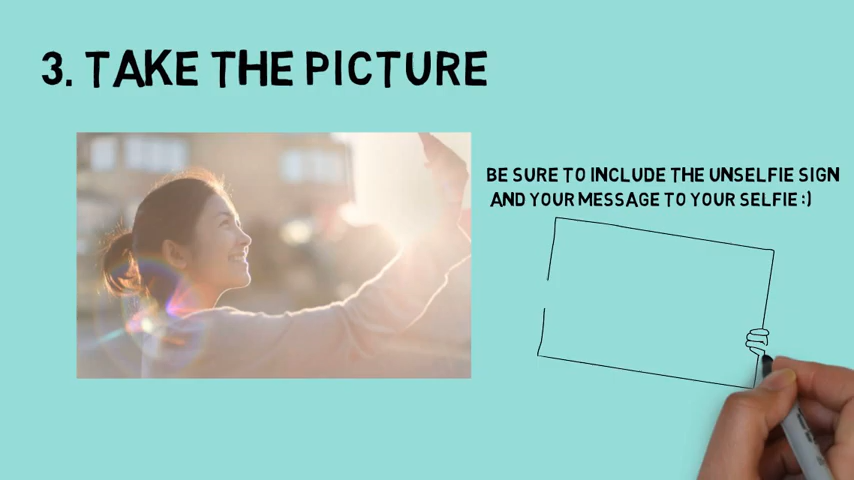 3. TAKE THE PICTURE
BE SURE TO INCLUDE THE UNSELFIE SIGN
AND YOUR MESSAGE TO YOUR SELFIE :)